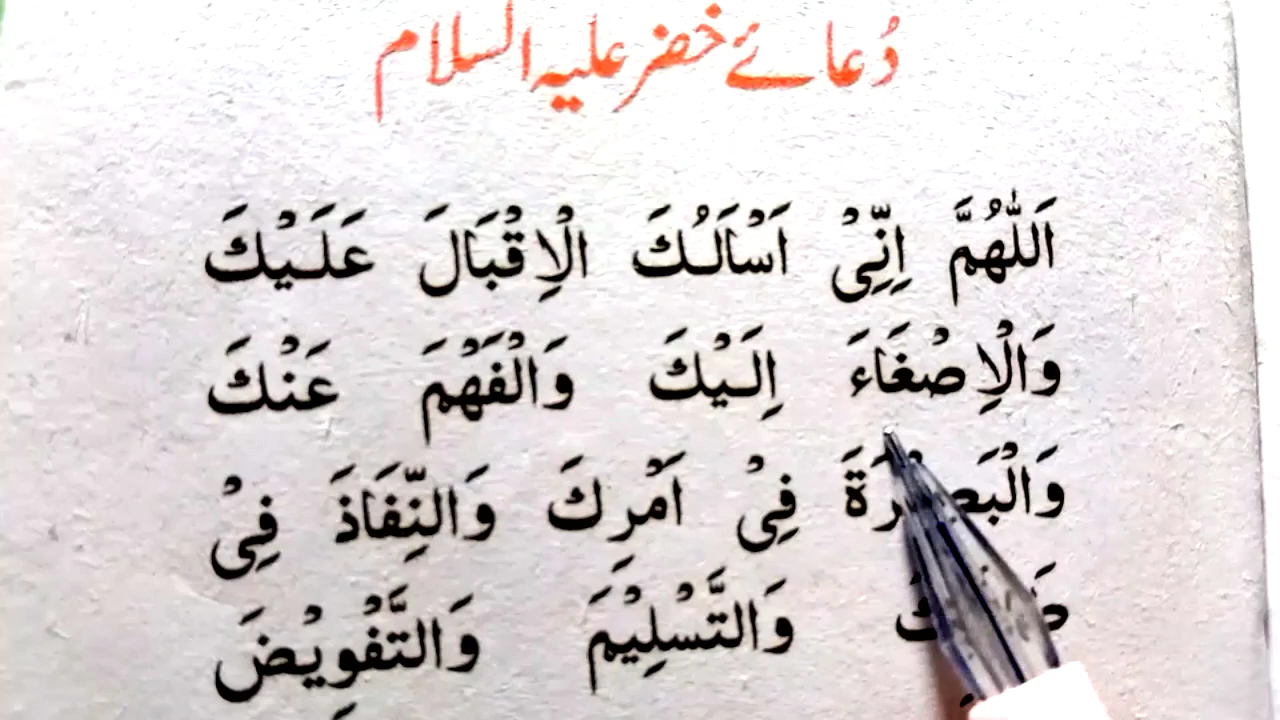 دُعائے خضر علیہ السلام
اَللّٰهُمَّ اِنِّیْ اَسْاَلُكَ الْاِقْبَالَ عَلَیْكَ
وَالْاِصْغَاءَ اِلَیْكَ وَالْفَهْمَ عَنْكَ
فِیْ اَمْرِكَ وَالنِّفَاذَ فِیْ
وَالتَّسْلِیْمَ وَالتَّفْوِیْضَ